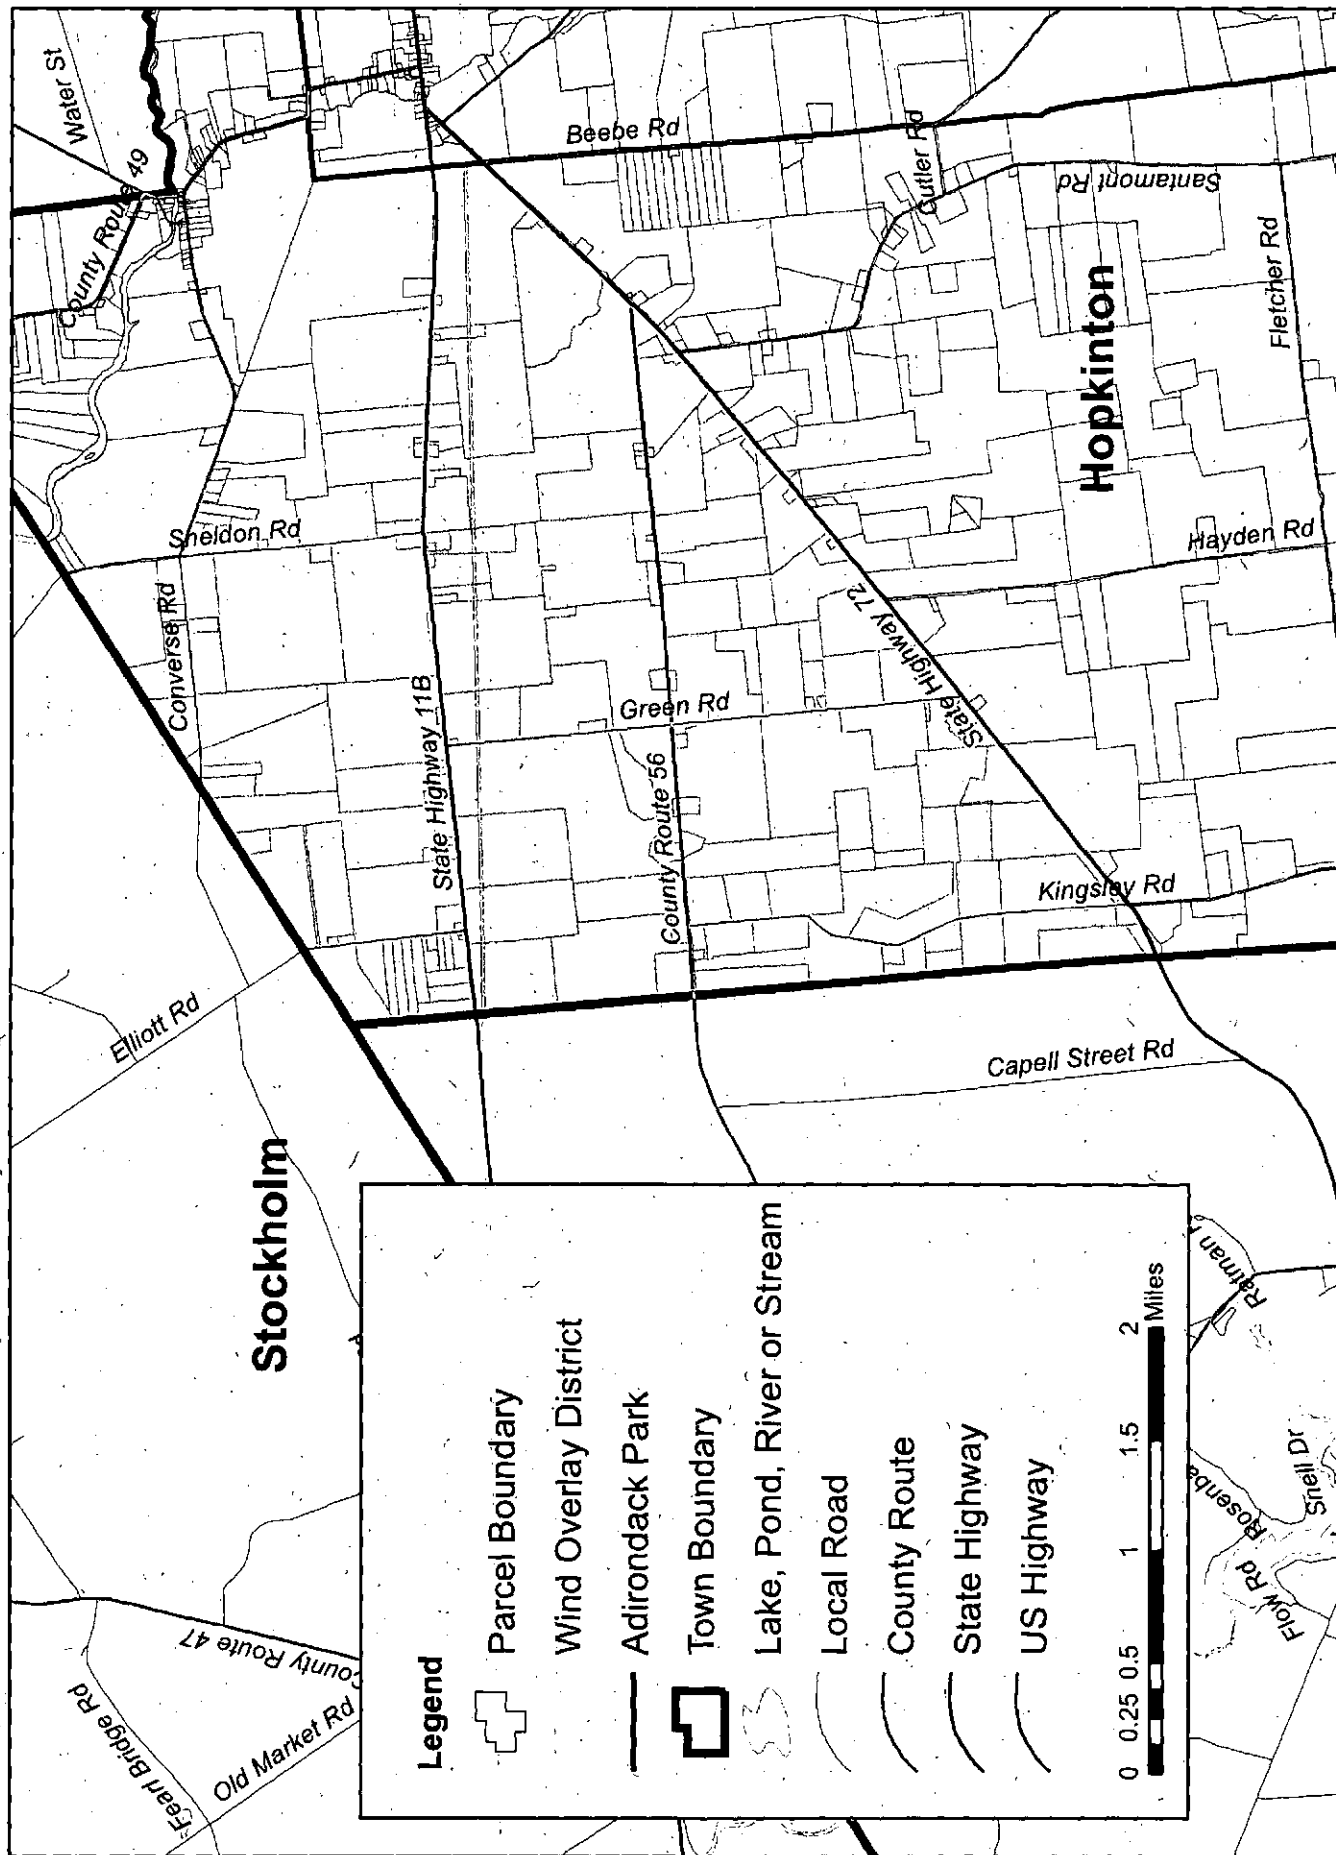 Water St
County Route 49
Beebe Rd
Cutler Rd
Santamont Rd
Fletcher Rd
Hopkinton
Sheldon Rd
Converse Rd
Hayden Rd
State Highway 72
State Highway 11B
Green Rd
County Route 56
Kingsley Rd
Elliott Rd
Capell Street Rd
Stockholm
County Route 47
Old Market Rd
Flow Rd
Snell Dr
Legend
Parcel Boundary
Wind Overlay District
Adirondack Park
Town Boundary
Lake, Pond, River or Stream
Local Road
County Route
State Highway
US Highway
0 0.25 0.5 1 1.5 2
Miles